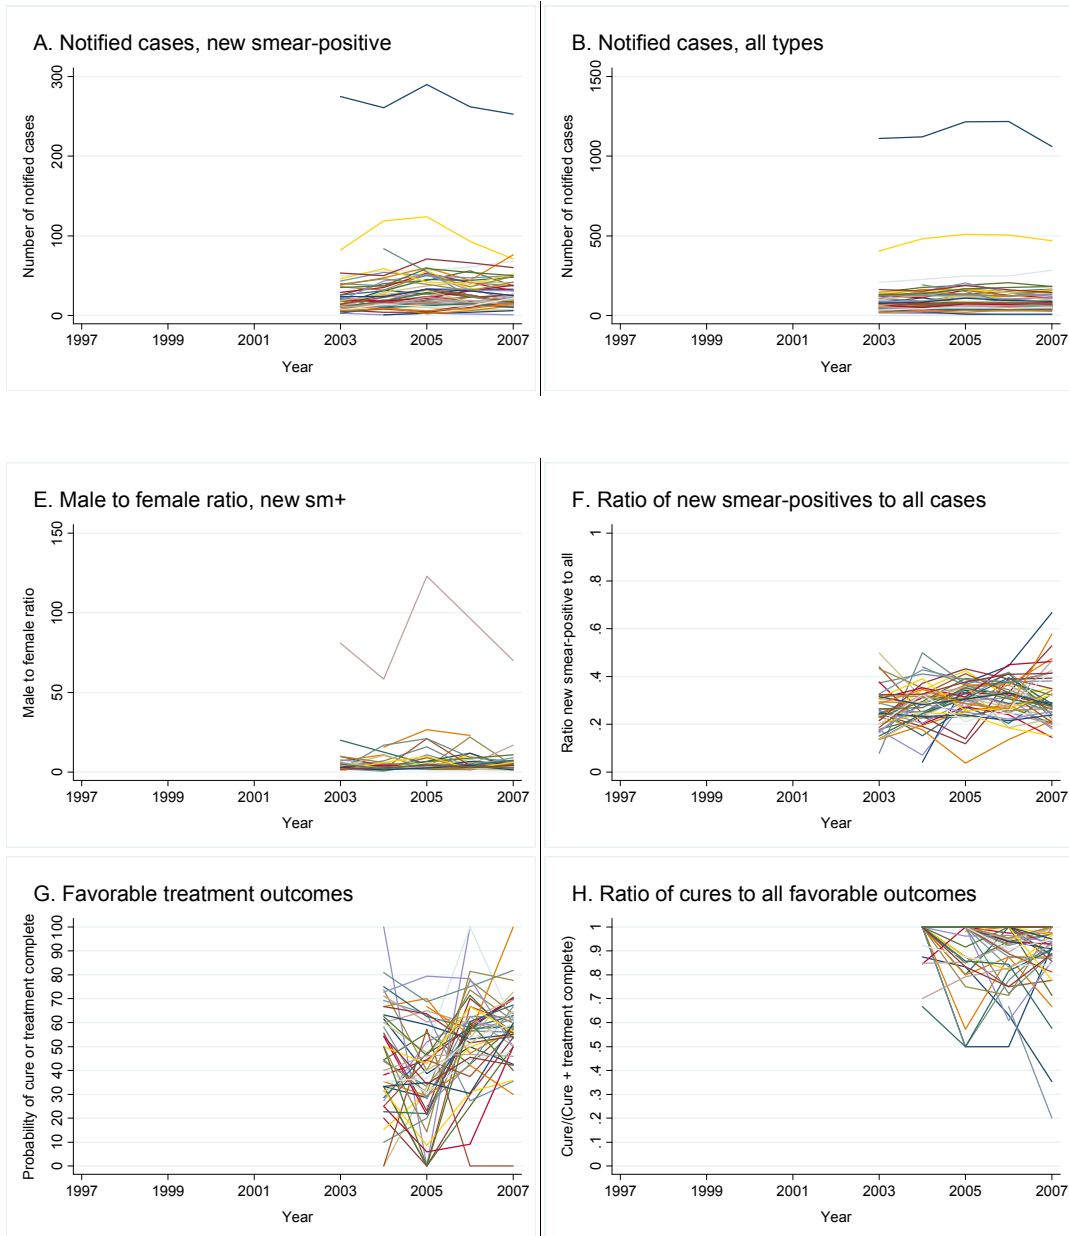 A. Notified cases, new smear-positive
Number of notified cases
300
200
100
0
1997 1999 2001 2003 2005 2007
Year
B. Notified cases, all types
Number of notified cases
1500
1000
500
0
1997 1999 2001 2003 2005 2007
Year
E. Male to female ratio, new sm+
Male to female ratio
150
100
50
0
1997 1999 2001 2003 2005 2007
Year
F. Ratio of new smear-positives to all cases
Ratio new smear-positive to all
1
.8
.6
.4
.2
0
1997 1999 2001 2003 2005 2007
Year
G. Favorable treatment outcomes
Probability of cure or treatment complete
100
90
80
70
60
50
40
30
20
10
0
1997 1999 2001 2003 2005 2007
Year
H. Ratio of cures to all favorable outcomes
Cure/(Cure + treatment complete)
1
.9
.8
.7
.6
.5
.4
.3
.2
.1
0
1997 1999 2001 2003 2005 2007
Year